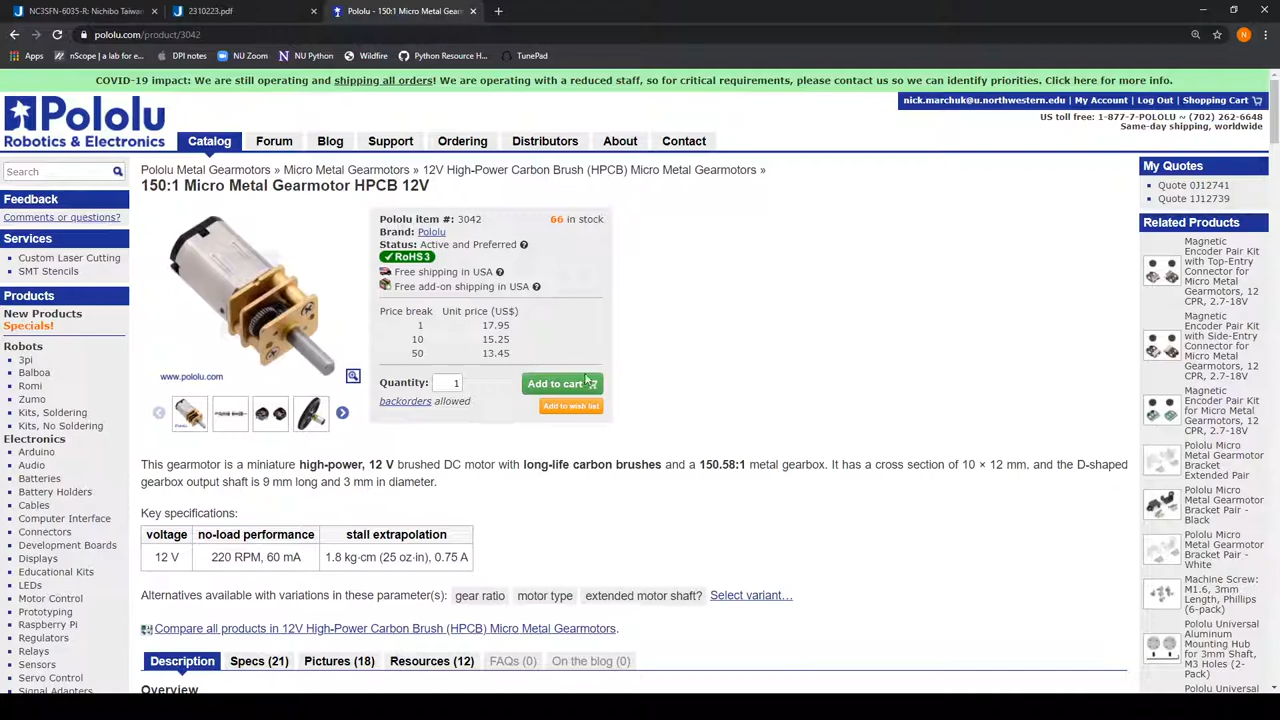 NC3SFN-6035-R: Nichibo Taiwan
2310223.pdf
Pololu - 150:1 Micro Metal Gearm
pololu.com/product/3042
N
Apps
nScope | a lab for e...
DPI notes
NU Zoom
NU Python
Wildfire
Python Resource H...
TunePad
COVID-19 impact: We are still operating and shipping all orders! We are operating with a reduced staff, so for critical requirements, please contact us so we can identify priorities. Click here for more info.
Pololu
Robotics & Electronics
nick.marchuk@u.northwestern.edu | My Account | Log Out | Shopping Cart
US toll free: 1-877-7-POLOLU ~ (702) 262-6648
Same-day shipping, worldwide
Catalog
Forum
Blog
Support
Ordering
Distributors
About
Contact
Search
Feedback
Comments or questions?
Services
Custom Laser Cutting
SMT Stencils
Products
New Products
Specials!
Robots
3pi
Balboa
Romi
Zumo
Kits, Soldering
Kits, No Soldering
Electronics
Arduino
Audio
Batteries
Battery Holders
Cables
Computer Interface
Connectors
Development Boards
Displays
Educational Kits
LEDs
Motor Control
Prototyping
Raspberry Pi
Regulators
Relays
Sensors
Servo Control
Signal Adapters
Pololu Metal Gearmotors » Micro Metal Gearmotors » 12V High-Power Carbon Brush (HPCB) Micro Metal Gearmotors »
150:1 Micro Metal Gearmotor HPCB 12V
www.pololu.com
Pololu item #: 3042
66 in stock
Brand: Pololu
Status: Active and Preferred
✔RoHS 3
Free shipping in USA
Free add-on shipping in USA
Price break Unit price (US$)
1 17.95
10 15.25
50 13.45
Quantity: 1
Add to cart
backorders allowed
Add to wish list
This gearmotor is a miniature high-power, 12 V brushed DC motor with long-life carbon brushes and a 150.58:1 metal gearbox. It has a cross section of 10 × 12 mm, and the D-shaped
gearbox output shaft is 9 mm long and 3 mm in diameter.
Key specifications:
voltage no-load performance stall extrapolation
12 V 220 RPM, 60 mA 1.8 kg·cm (25 oz·in), 0.75 A
Alternatives available with variations in these parameter(s): gear ratio motor type extended motor shaft? Select variant…
Compare all products in 12V High-Power Carbon Brush (HPCB) Micro Metal Gearmotors.
Description
Specs (21)
Pictures (18)
Resources (12)
FAQs (0)
On the blog (0)
Overview
My Quotes
Quote 0J12741
Quote 1J12739
Related Products
Magnetic
Encoder Pair Kit
with Top-Entry
Connector for
Micro Metal
Gearmotors, 12
CPR, 2.7-18V
Magnetic
Encoder Pair Kit
with Side-Entry
Connector for
Micro Metal
Gearmotors, 12
CPR, 2.7-18V
Magnetic
Encoder Pair Kit
for Micro Metal
Gearmotors, 12
CPR, 2.7-18V
Pololu Micro
Metal Gearmotor
Bracket
Extended Pair
Pololu Micro
Metal Gearmotor
Bracket Pair -
Black
Pololu Micro
Metal Gearmotor
Bracket Pair -
White
Machine Screw:
M1.6, 3mm
Length, Phillips
(6-pack)
Pololu Universal
Aluminum
Mounting Hub
for 3mm Shaft,
M3 Holes (2-
Pack)
Pololu Universal